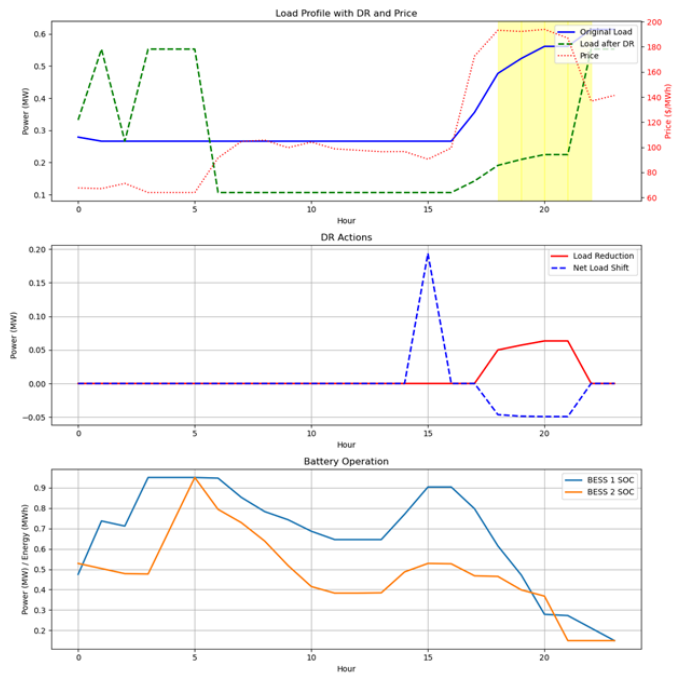 Load Profile with DR and Price
Power (MW)
0.6
0.5
0.4
0.3
0.2
0.1
Original Load
Load after DR
Price
200
180
160
140
120
100
80
60
Price ($/MWh)
0 5 10 15 20
Hour
DR Actions
Power (MW)
0.20
0.15
0.10
0.05
0.00
−0.05
Load Reduction
Net Load Shift
0 5 10 15 20
Hour
Battery Operation
Power (MW) / Energy (MWh)
0.9
0.8
0.7
0.6
0.5
0.4
0.3
0.2
BESS 1 SOC
BESS 2 SOC
0 5 10 15 20
Hour